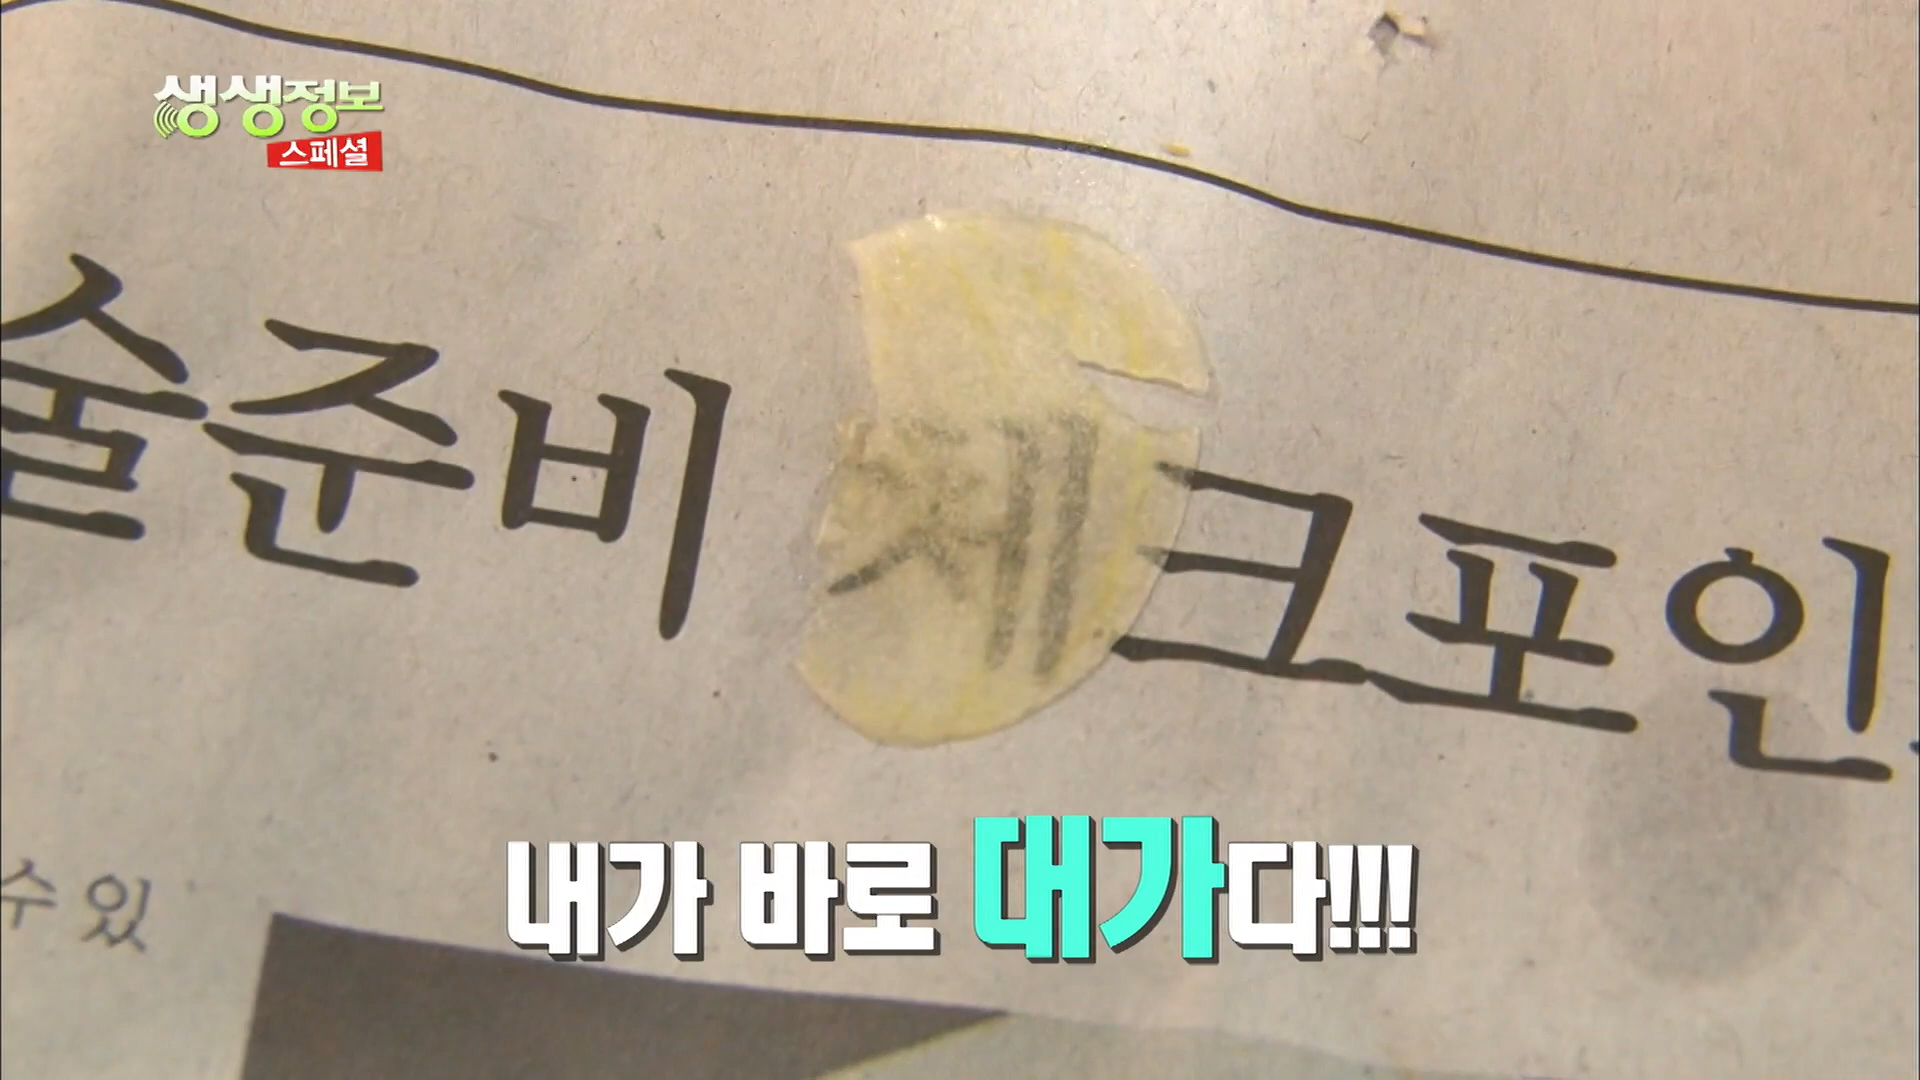 생생정보
스페셜
술준비 체크포인
수 있
내가 바로 대가다!!!